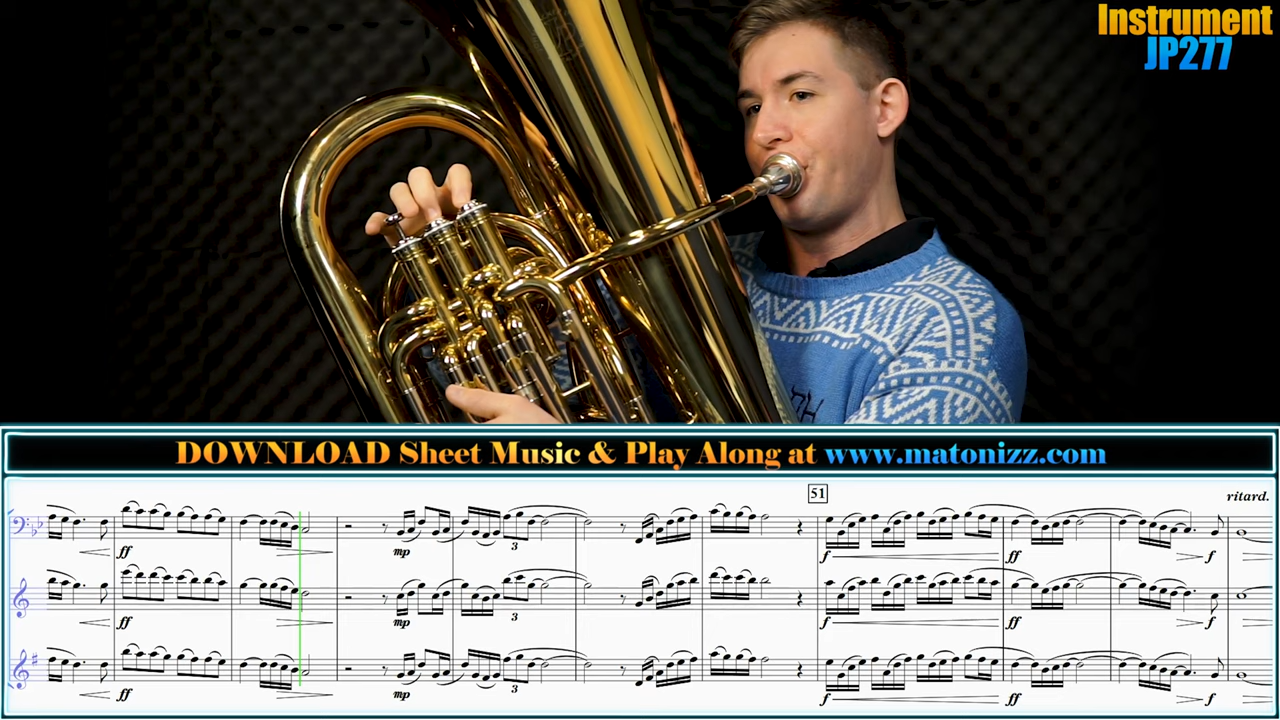 Instrument
JP277
DOWNLOAD Sheet Music & Play Along at www.matonizz.com
51
ritard.
ff
mp
3
f
ff
f
ff
mp
3
f
ff
f
ff
mp
3
f
ff
f